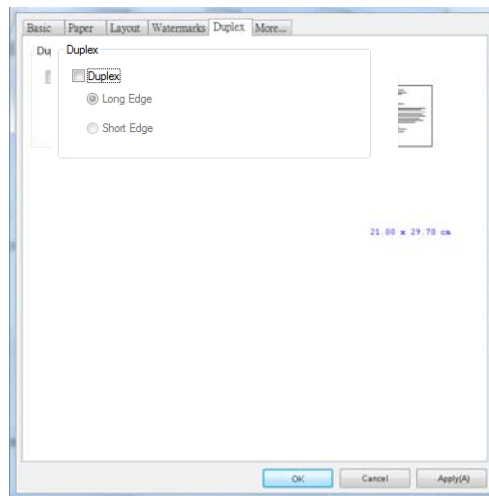 Basic Paper Layout Watermarks Duplex More...
Du Duplex
Duplex
Long Edge
Short Edge
21.00 x 29.70 cm
OK Cancel Apply(A)